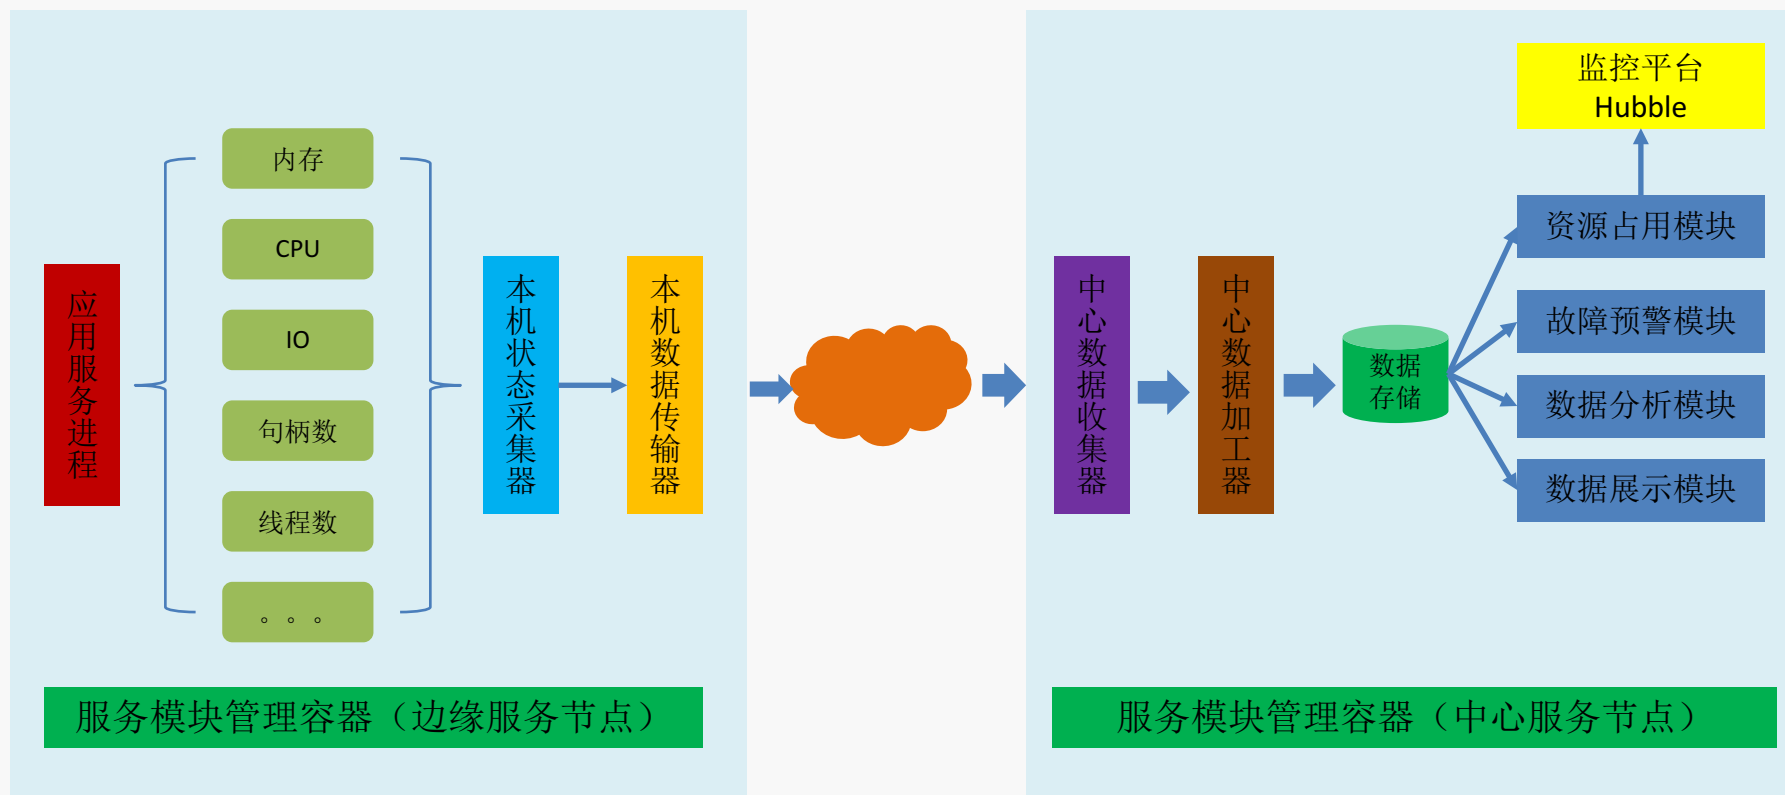 应用服务进程
内存
CPU
IO
句柄数
线程数
。。。
本机状态采集器
本机数据传输器
服务模块管理容器（边缘服务节点）
中心数据收集器
中心数据加工器
数据
存储
监控平台
Hubble
资源占用模块
故障预警模块
数据分析模块
数据展示模块
服务模块管理容器（中心服务节点）